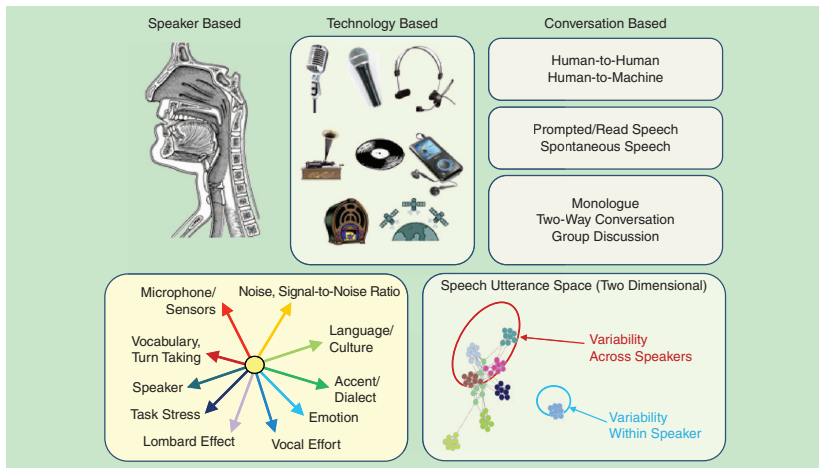 Speaker Based
Technology Based
Conversation Based
Human-to-Human
Human-to-Machine
Prompted/Read Speech
Spontaneous Speech
Monologue
Two-Way Conversation
Group Discussion
Microphone/
Sensors
Noise, Signal-to-Noise Ratio
Vocabulary,
Turn Taking
Language/
Culture
Speaker
Accent/
Dialect
Task Stress
Emotion
Lombard Effect
Vocal Effort
Speech Utterance Space (Two Dimensional)
Variability
Across Speakers
Variability
Within Speaker